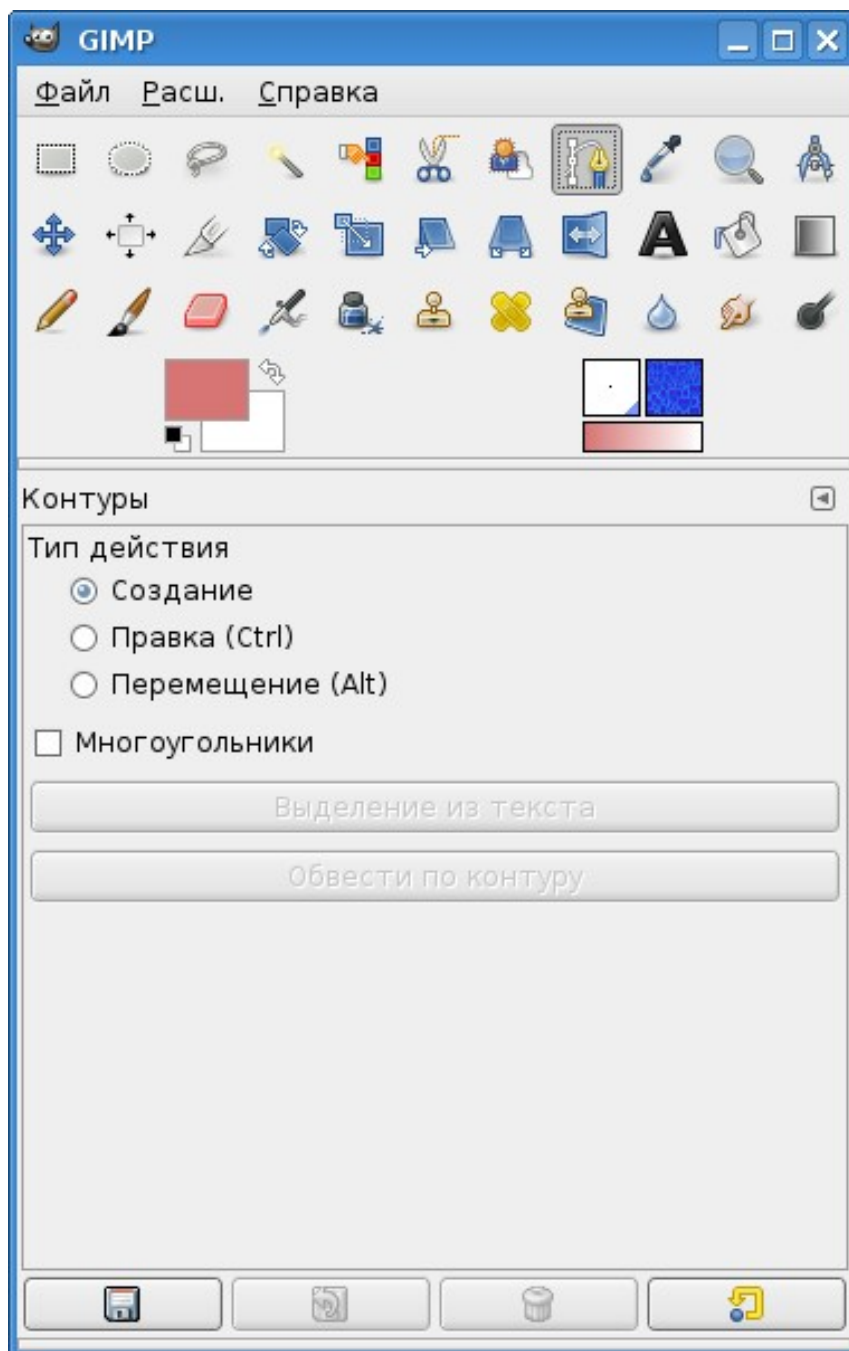 GIMP
Файл Расш. Справка
Контуры
Тип действия
Создание
Правка (Ctrl)
Перемещение (Alt)
Многоугольники
Выделение из текста
Обвести по контуру